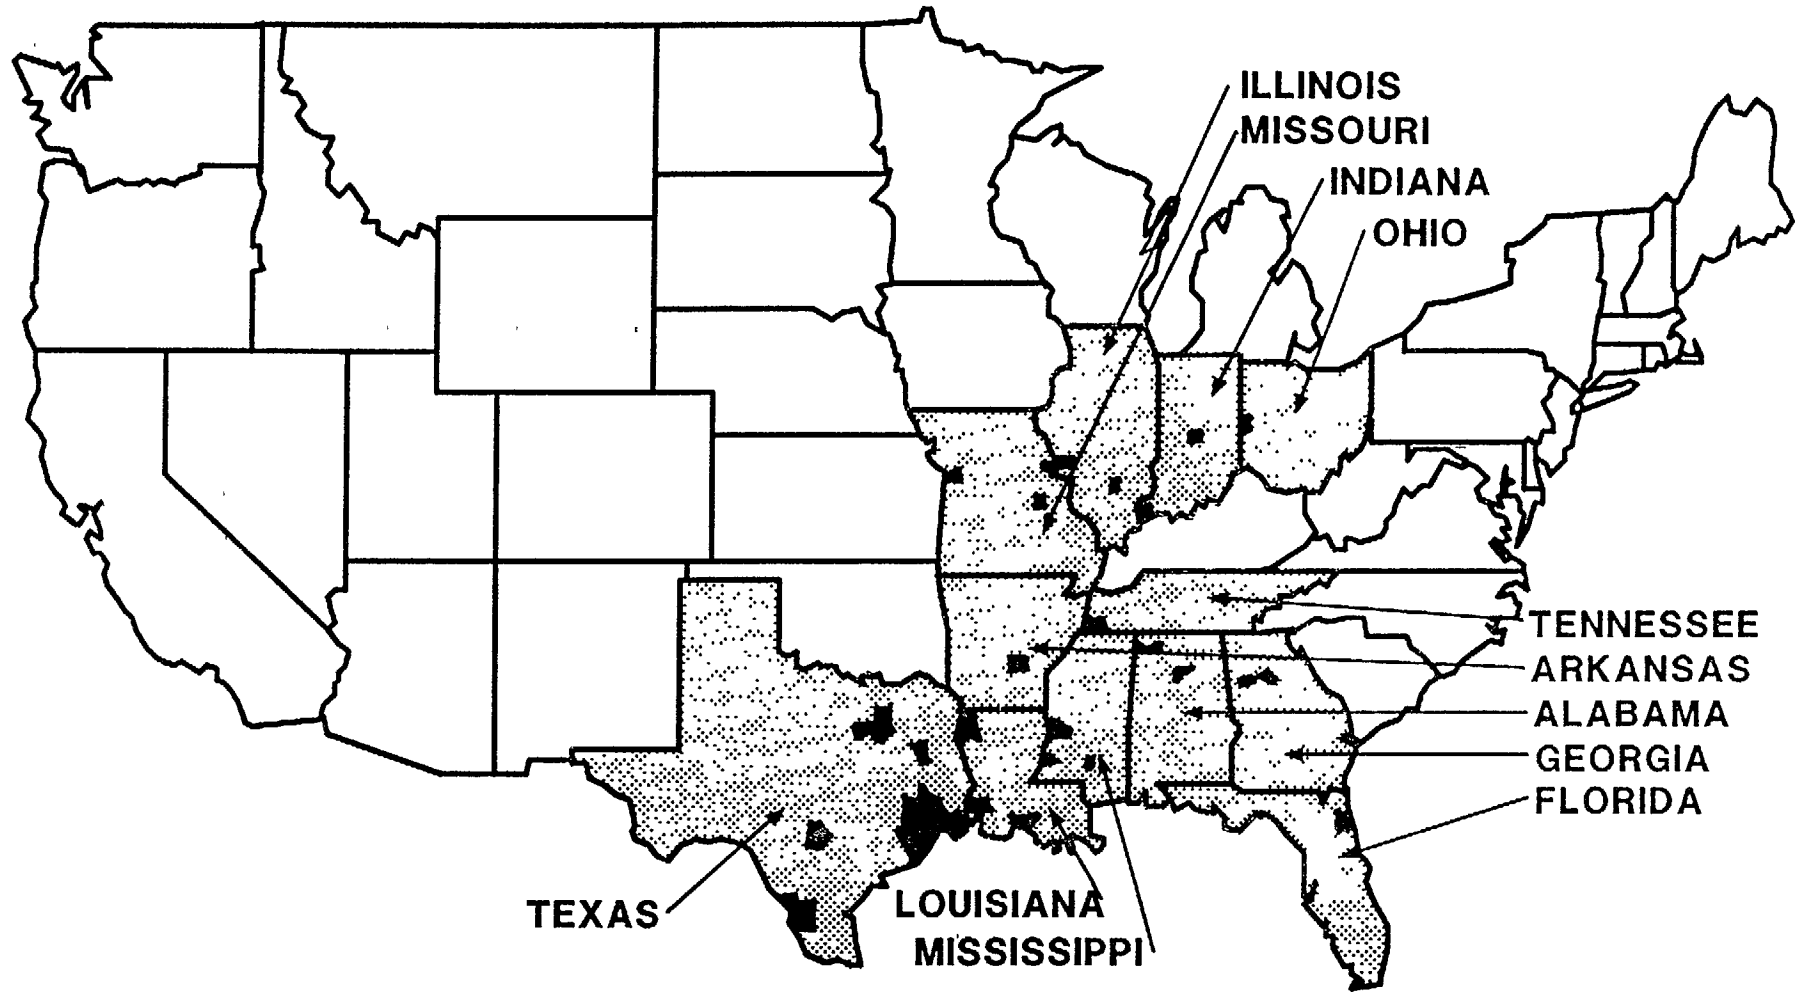 ILLINOIS
MISSOURI
INDIANA
OHIO
TENNESSEE
ARKANSAS
ALABAMA
GEORGIA
FLORIDA
LOUISIANA
TEXAS
MISSISSIPPI